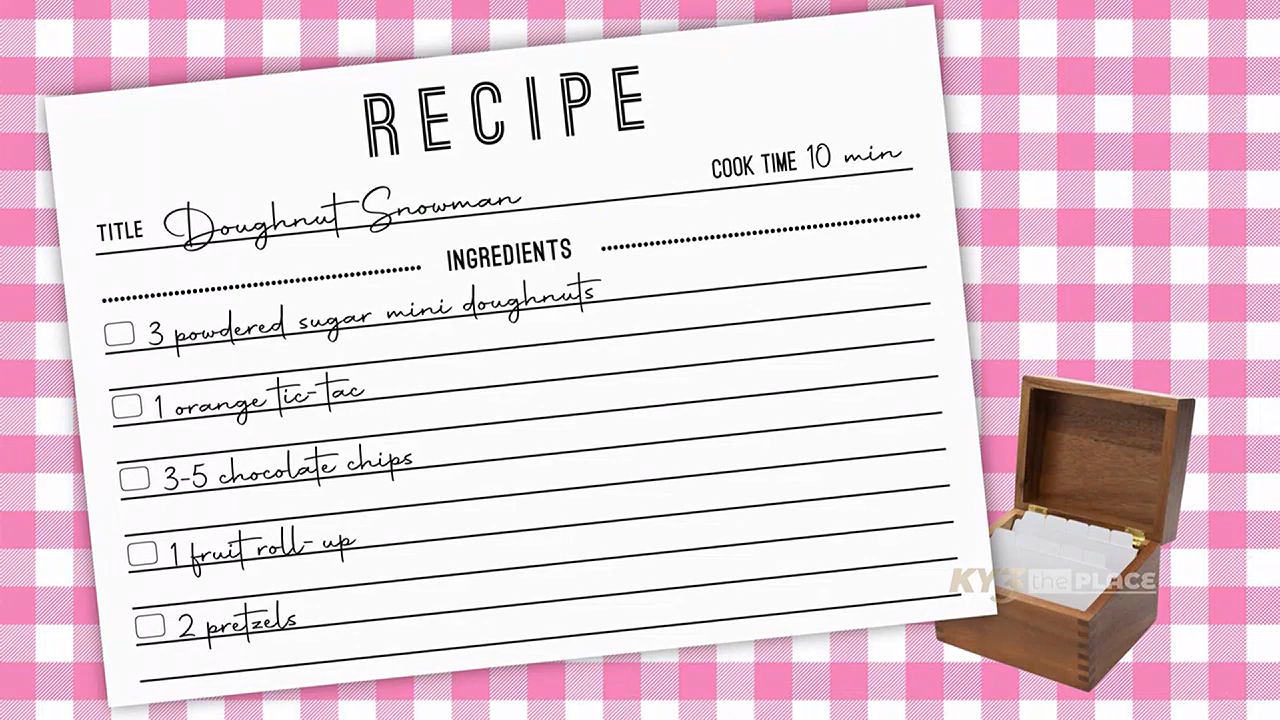 RECIPE
COOK TIME 10 min
TITLE Doughnut Snowman
INGREDIENTS
3 powdered sugar mini doughnuts
1 orange tic-tac
3-5 chocolate chips
1 fruit roll-up
2 pretzels
KY3 the PLACE